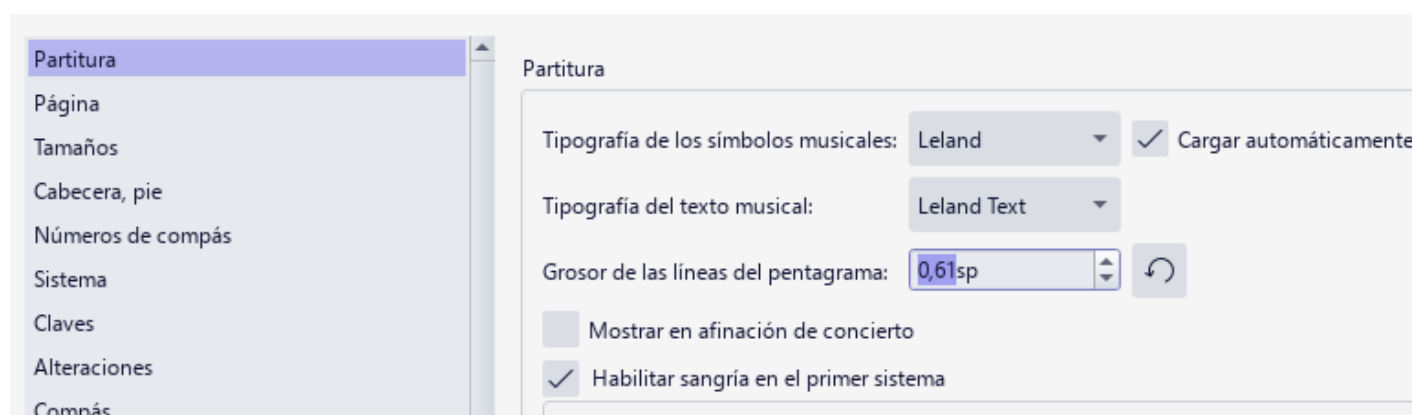 Partitura
Página
Tamaños
Cabecera, pie
Números de compás
Sistema
Claves
Alteraciones
Compás
Partitura
Tipografía de los símbolos musicales: Leland Cargar automáticamente
Tipografía del texto musical: Leland Text
Grosor de las líneas del pentagrama: 0,61sp
Mostrar en afinación de concierto
Habilitar sangría en el primer sistema